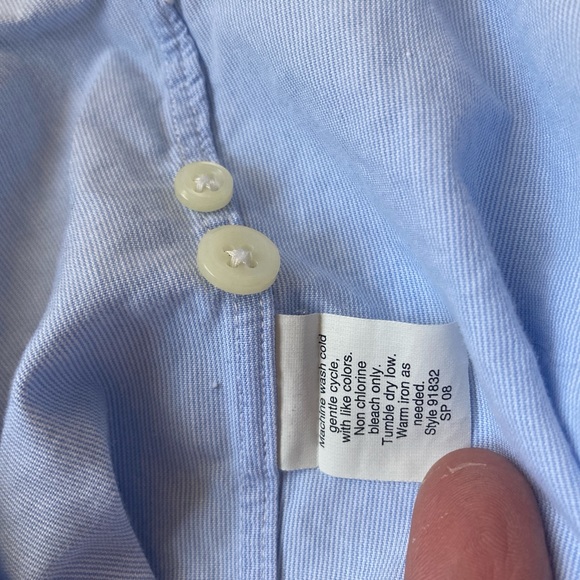 Machine wash cold
gentle cycle,
with like colors.
Non chlorine
bleach only.
Tumble dry low.
Warm iron as
needed.
Style 91832
SP 08